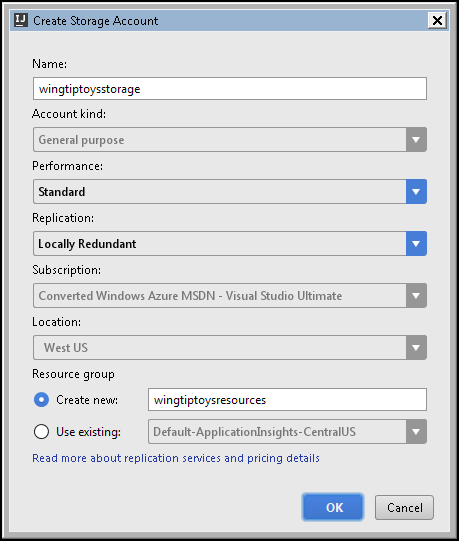 IJ Create Storage Account
Name:
wingtiptoysstorage
Account kind:
General purpose
Performance:
Standard
Replication:
Locally Redundant
Subscription:
Converted Windows Azure MSDN - Visual Studio Ultimate
Location:
West US
Resource group
Create new: wingtiptoysresources
Use existing: Default-ApplicationInsights-CentralUS
Read more about replication services and pricing details
OK Cancel